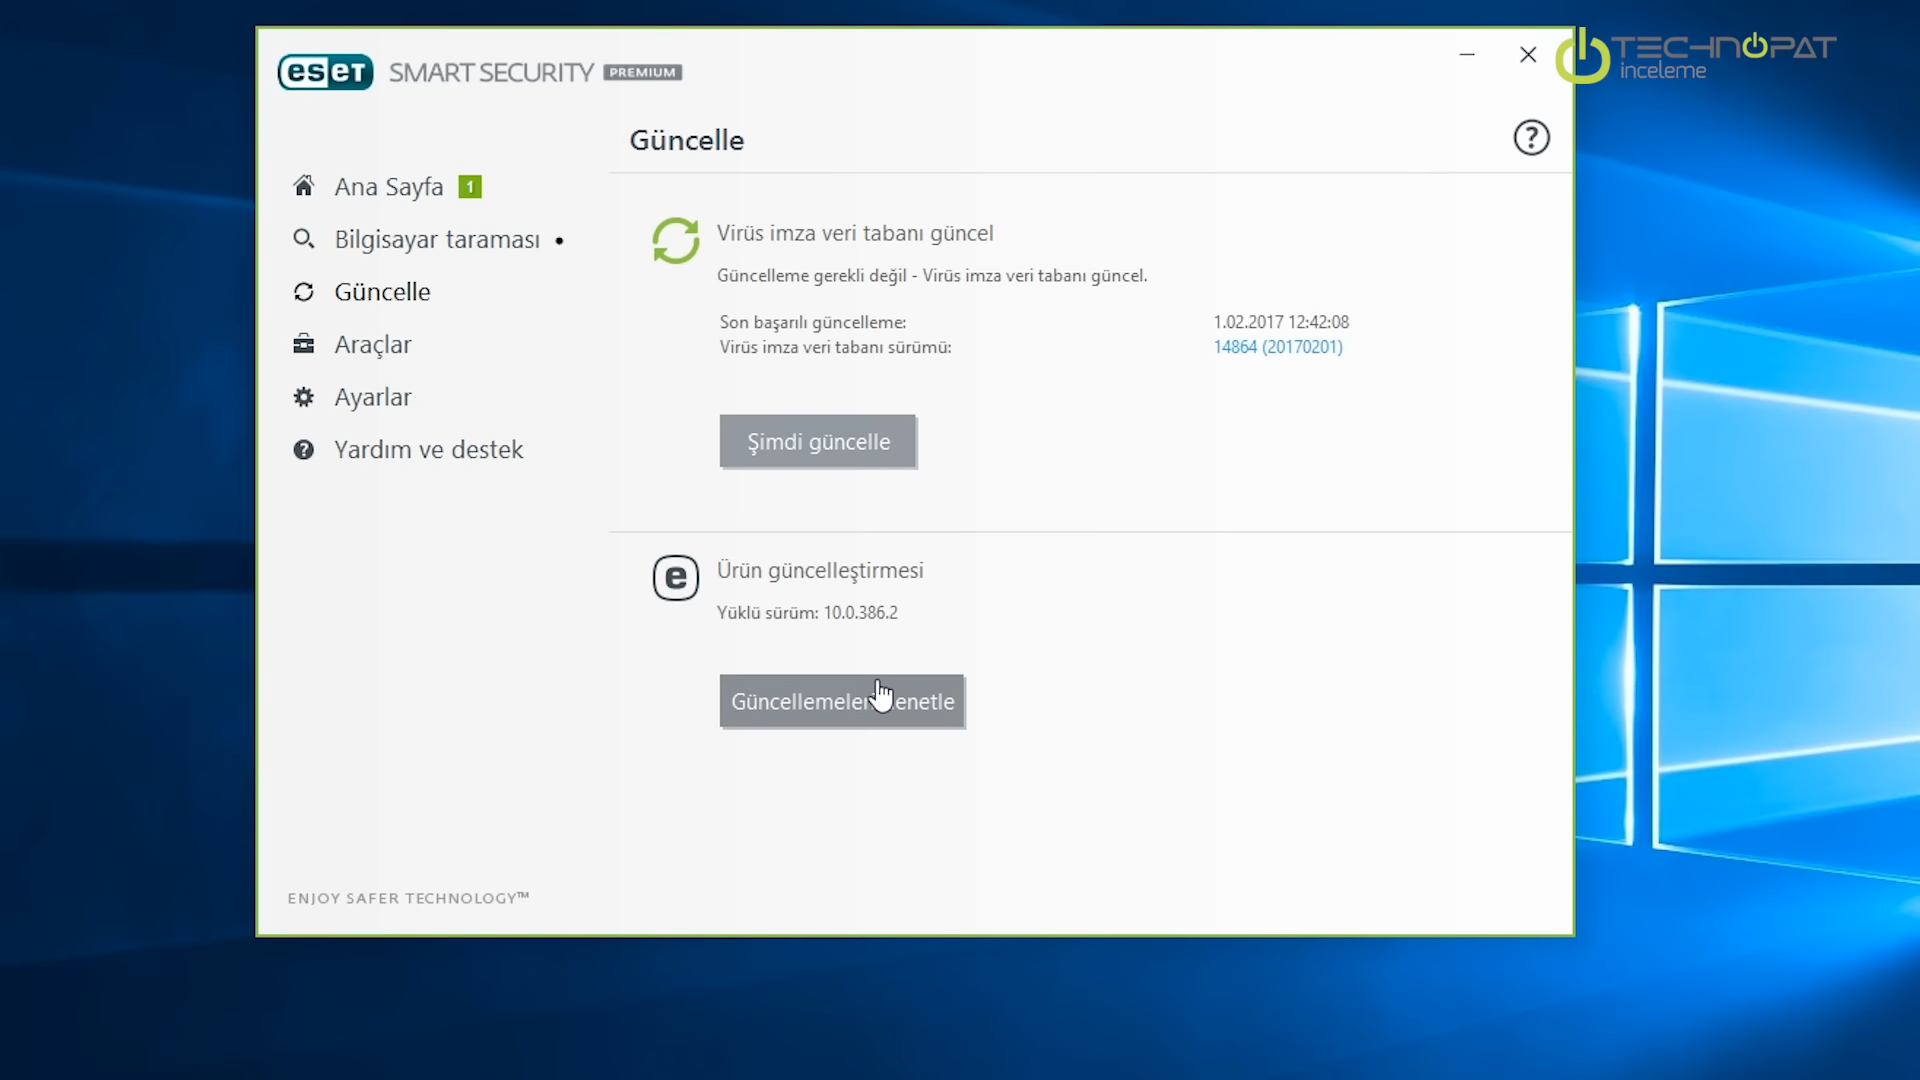 eseT SMART SECURITY PREMIUM
TECHNOPAT
inceleme
Güncelle
Ana Sayfa 1
Bilgisayar taraması
Güncelle
Araçlar
Ayarlar
Yardım ve destek
Virüs imza veri tabanı güncel
Güncelleme gerekli değil - Virüs imza veri tabanı güncel.
Son başarılı güncelleme: 1.02.2017 12:42:08
Virüs imza veri tabanı sürümü: 14864 (20170201)
Şimdi güncelle
e Ürün güncelleştirmesi
Yüklü sürüm: 10.0.386.2
ENJOY SAFER TECHNOLOGY™